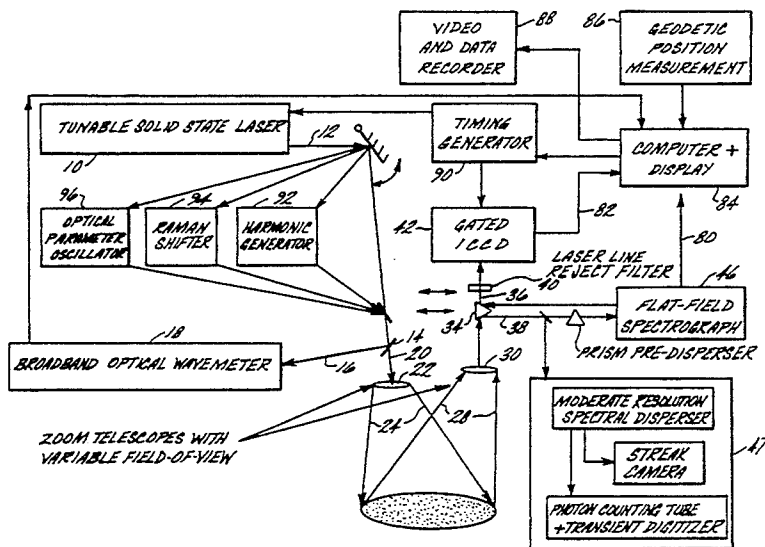 88
VIDEO
AND DATA
RECORDER
86
GEODETIC
POSITION
MEASUREMENT
TUNABLE SOLID STATE LASER
10
12
TIMING
GENERATOR
90
COMPUTER +
DISPLAY
84
96
OPTICAL
PARAMETER
OSCILLATOR
94
RAMAN
SHIFTER
92
HARMONIC
GENERATOR
42
GATED
ICCD
82
80
LASER LINE
REJECT FILTER
40
36
34
38
46
FLAT-FIELD
SPECTROGRAPH
PRISM PRE-DISPERSER
18
BROADBAND OPTICAL WAVEMETER
14
16
20
22
30
24
28
ZOOM TELESCOPES WITH
VARIABLE FIELD-OF-VIEW
47
MODERATE RESOLUTION
SPECTRAL DISPERSER
STREAK
CAMERA
PHOTON COUNTING TUBE
+TRANSIENT DIGITIZER